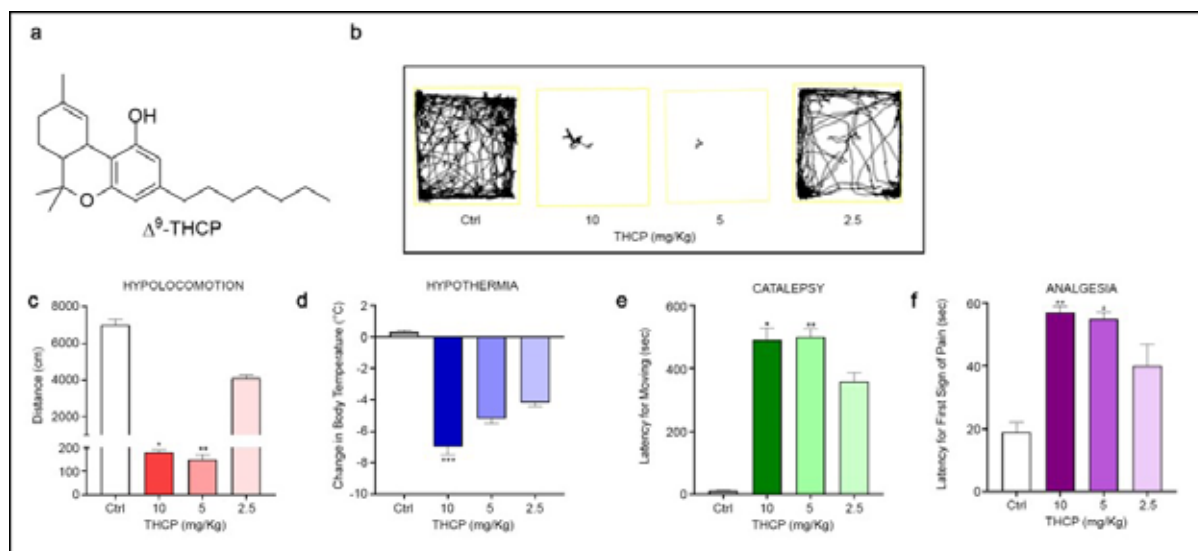 a
OH
O
Δ⁹-THCP
b
Ctrl 10 5 2.5
THCP (mg/Kg)
c
HYPOLOCOMOTION
Distance (cm)
8000
6000
4000
2000
200
100
0
* **
Ctrl 10 5 2.5
THCP (mg/Kg)
d
HYPOTHERMIA
Change in Body Temperature (°C)
2
0
-2
-4
-6
-8
-10
***
Ctrl 10 5 2.5
THCP (mg/Kg)
e
CATALEPSY
Latency for Moving (sec)
600
400
200
0
* **
Ctrl 10 5 2.5
THCP (mg/Kg)
f
ANALGESIA
Latency for First Sign of Pain (sec)
60
40
20
0
** *
Ctrl 10 5 2.5
THCP (mg/Kg)